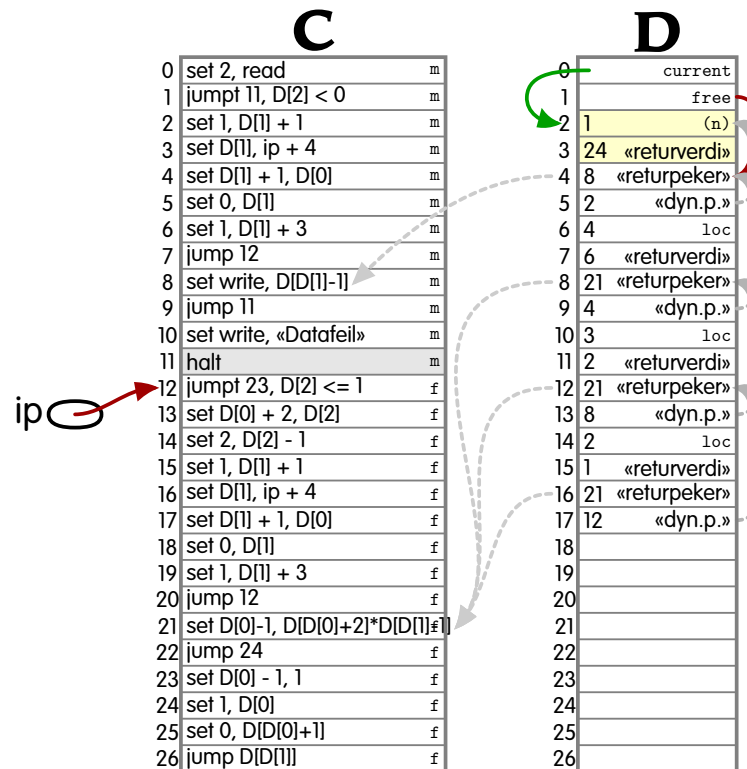 C D
0 set 2, read m
1 jumpt 11, D[2] < 0 m
2 set 1, D[1] + 1 m
3 set D[1], ip + 4 m
4 set D[1] + 1, D[0] m
5 set 0, D[1] m
6 set 1, D[1] + 3 m
7 jump 12 m
8 set write, D[D[1]-1] m
9 jump 11 m
10 set write, «Datafeil» m
11 halt m
12 jumpt 23, D[2] <= 1 f
13 set D[0] + 2, D[2] f
14 set 2, D[2] - 1 f
15 set 1, D[1] + 1 f
16 set D[1], ip + 4 f
17 set D[1] + 1, D[0] f
18 set 0, D[1] f
19 set 1, D[1] + 3 f
20 jump 12 f
21 set D[0]-1, D[D[0]+2]*D[D[1]-1] f
22 jump 24 f
23 set D[0] - 1, 1 f
24 set 1, D[0] f
25 set 0, D[D[0]+1] f
26 jump D[D[1]] f
ip
0 current
1 free
2 1 (n)
3 24 «returverdi»
4 8 «returpeker»
5 2 «dyn.p.»
6 4 loc
7 6 «returverdi»
8 21 «returpeker»
9 4 «dyn.p.»
10 3 loc
11 2 «returverdi»
12 21 «returpeker»
13 8 «dyn.p.»
14 2 loc
15 1 «returverdi»
16 21 «returpeker»
17 12 «dyn.p.»
18
19
20
21
22
23
24
25
26